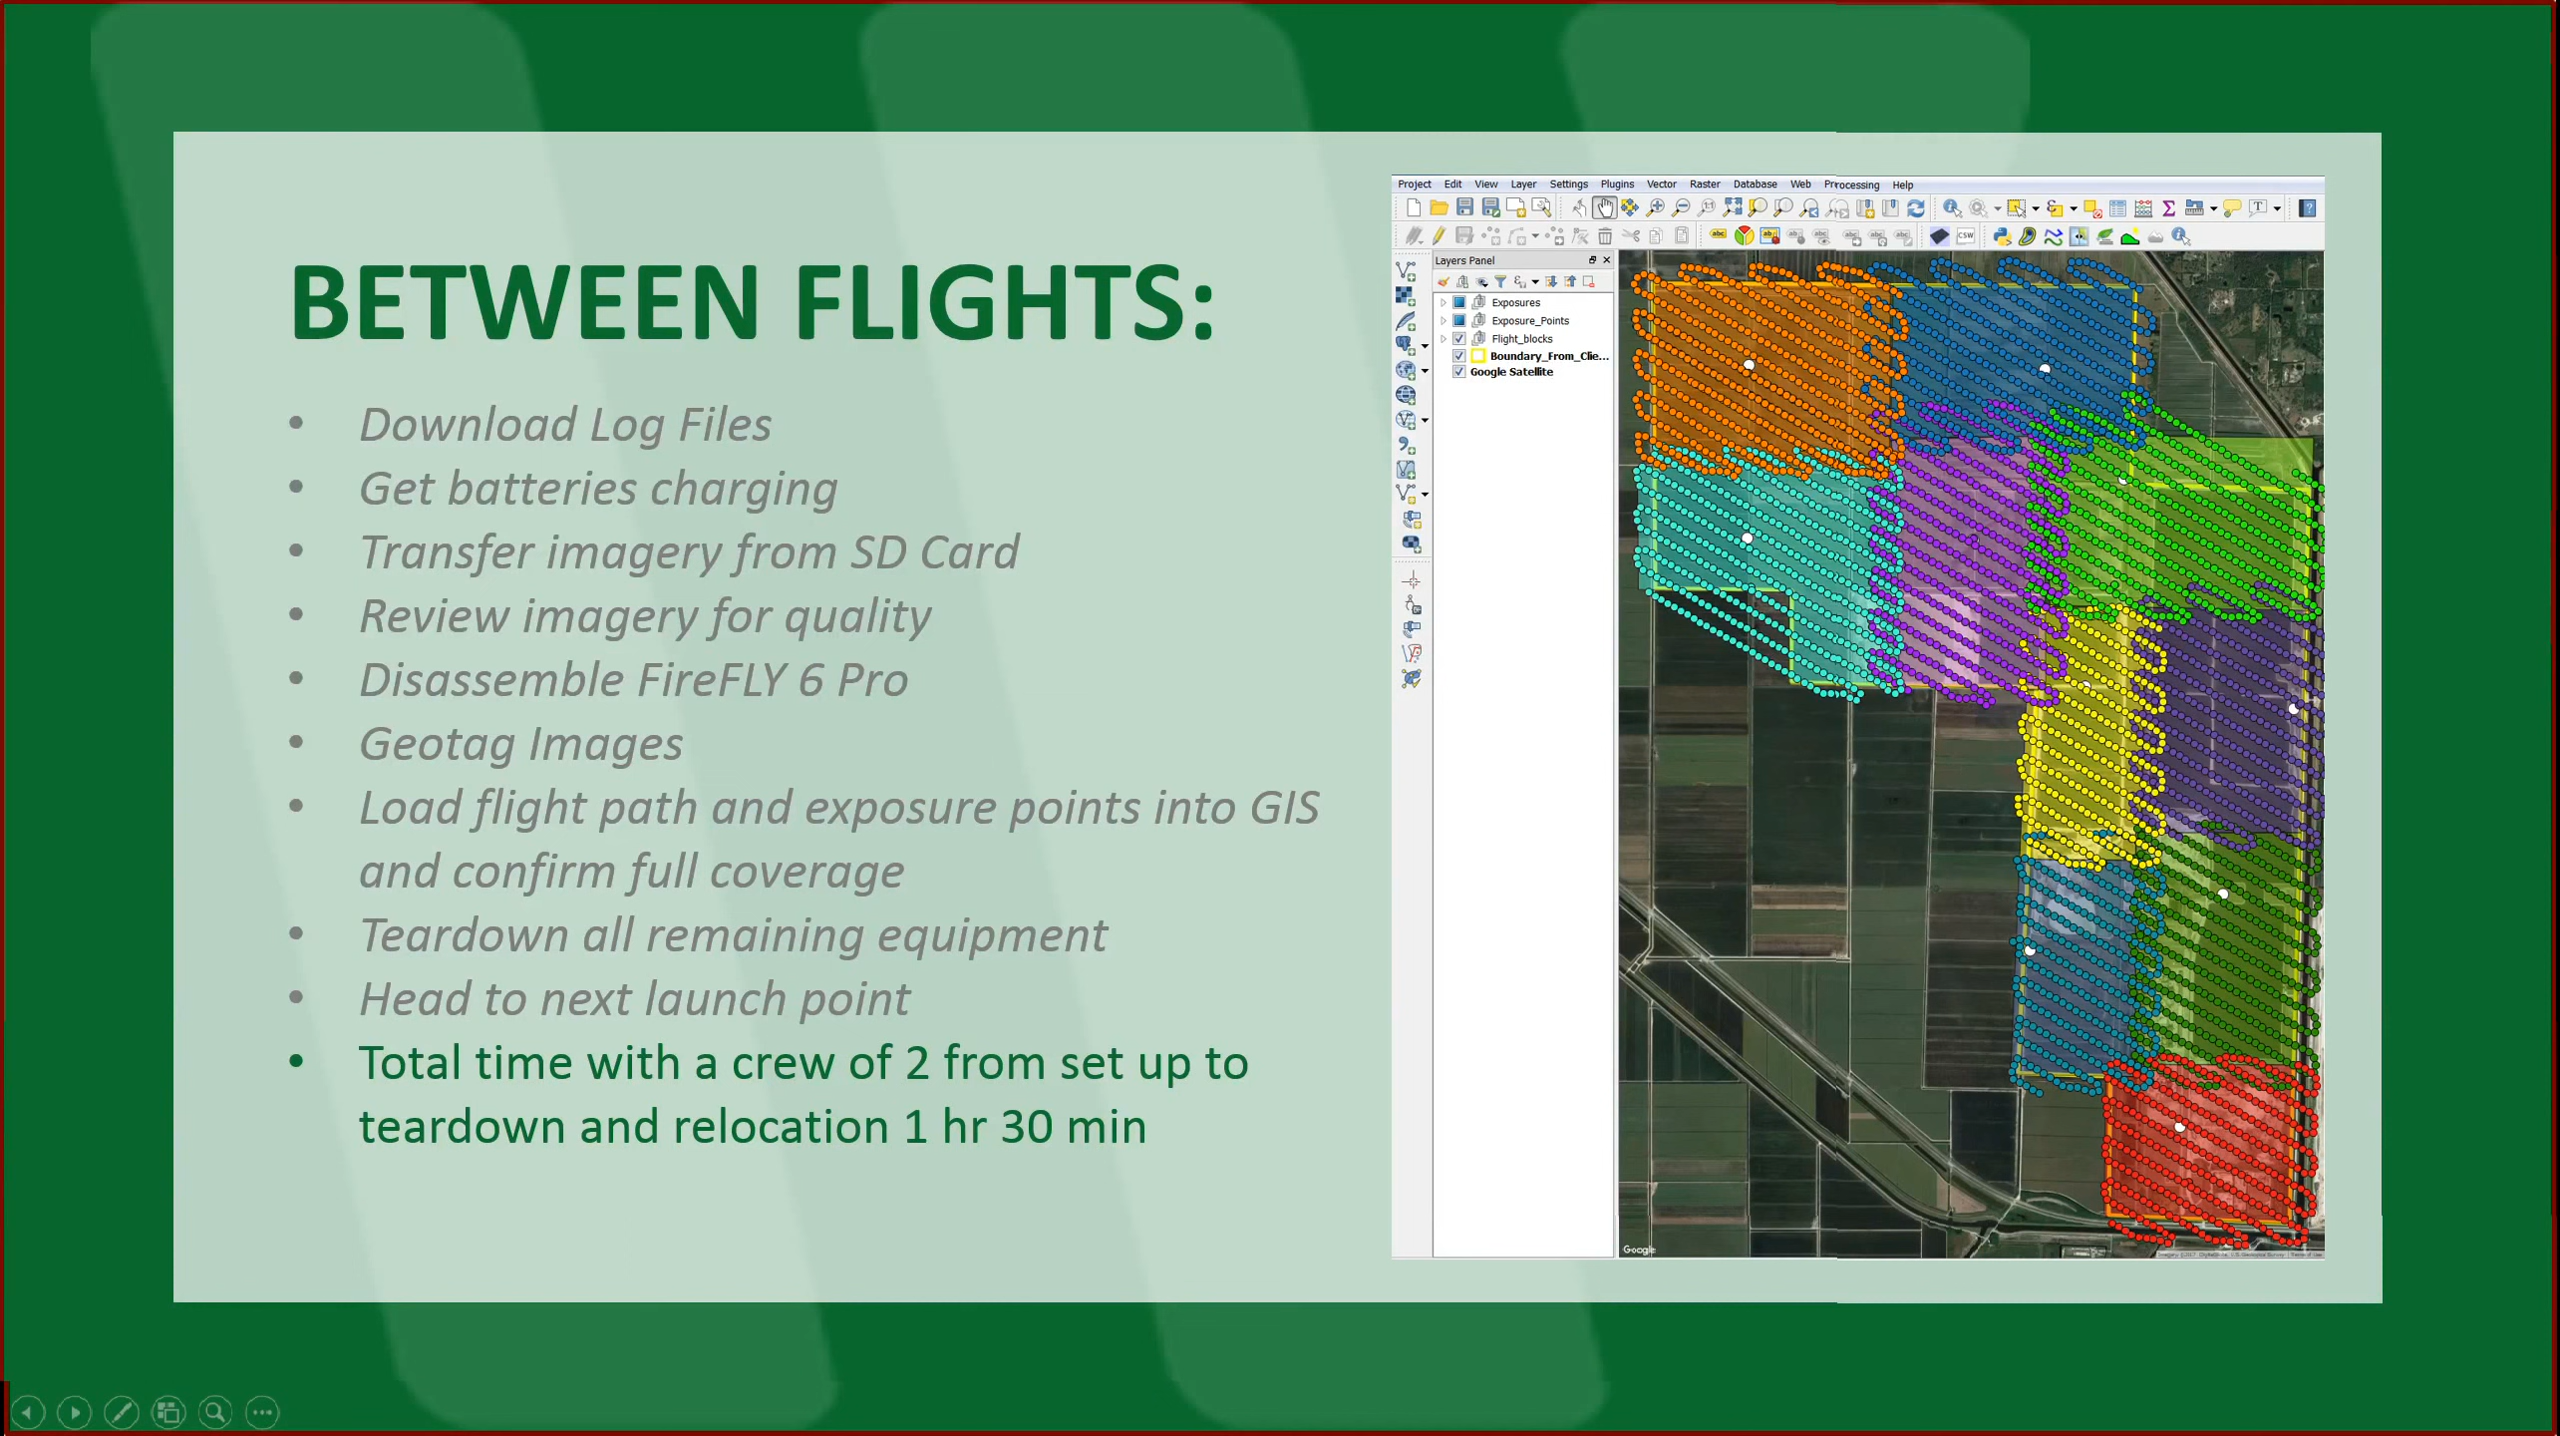 BETWEEN FLIGHTS:
• Download Log Files
• Get batteries charging
• Transfer imagery from SD Card
• Review imagery for quality
• Disassemble FireFLY 6 Pro
• Geotag Images
• Load flight path and exposure points into GIS
and confirm full coverage
• Teardown all remaining equipment
• Head to next launch point
• Total time with a crew of 2 from set up to
teardown and relocation 1 hr 30 min
Project Edit View Layer Settings Plugins Vector Raster Database Web Processing Help
Layers Panel
Exposures
Exposure_Points
Flight_blocks
Boundary_From_Clie...
Google Satellite
Google